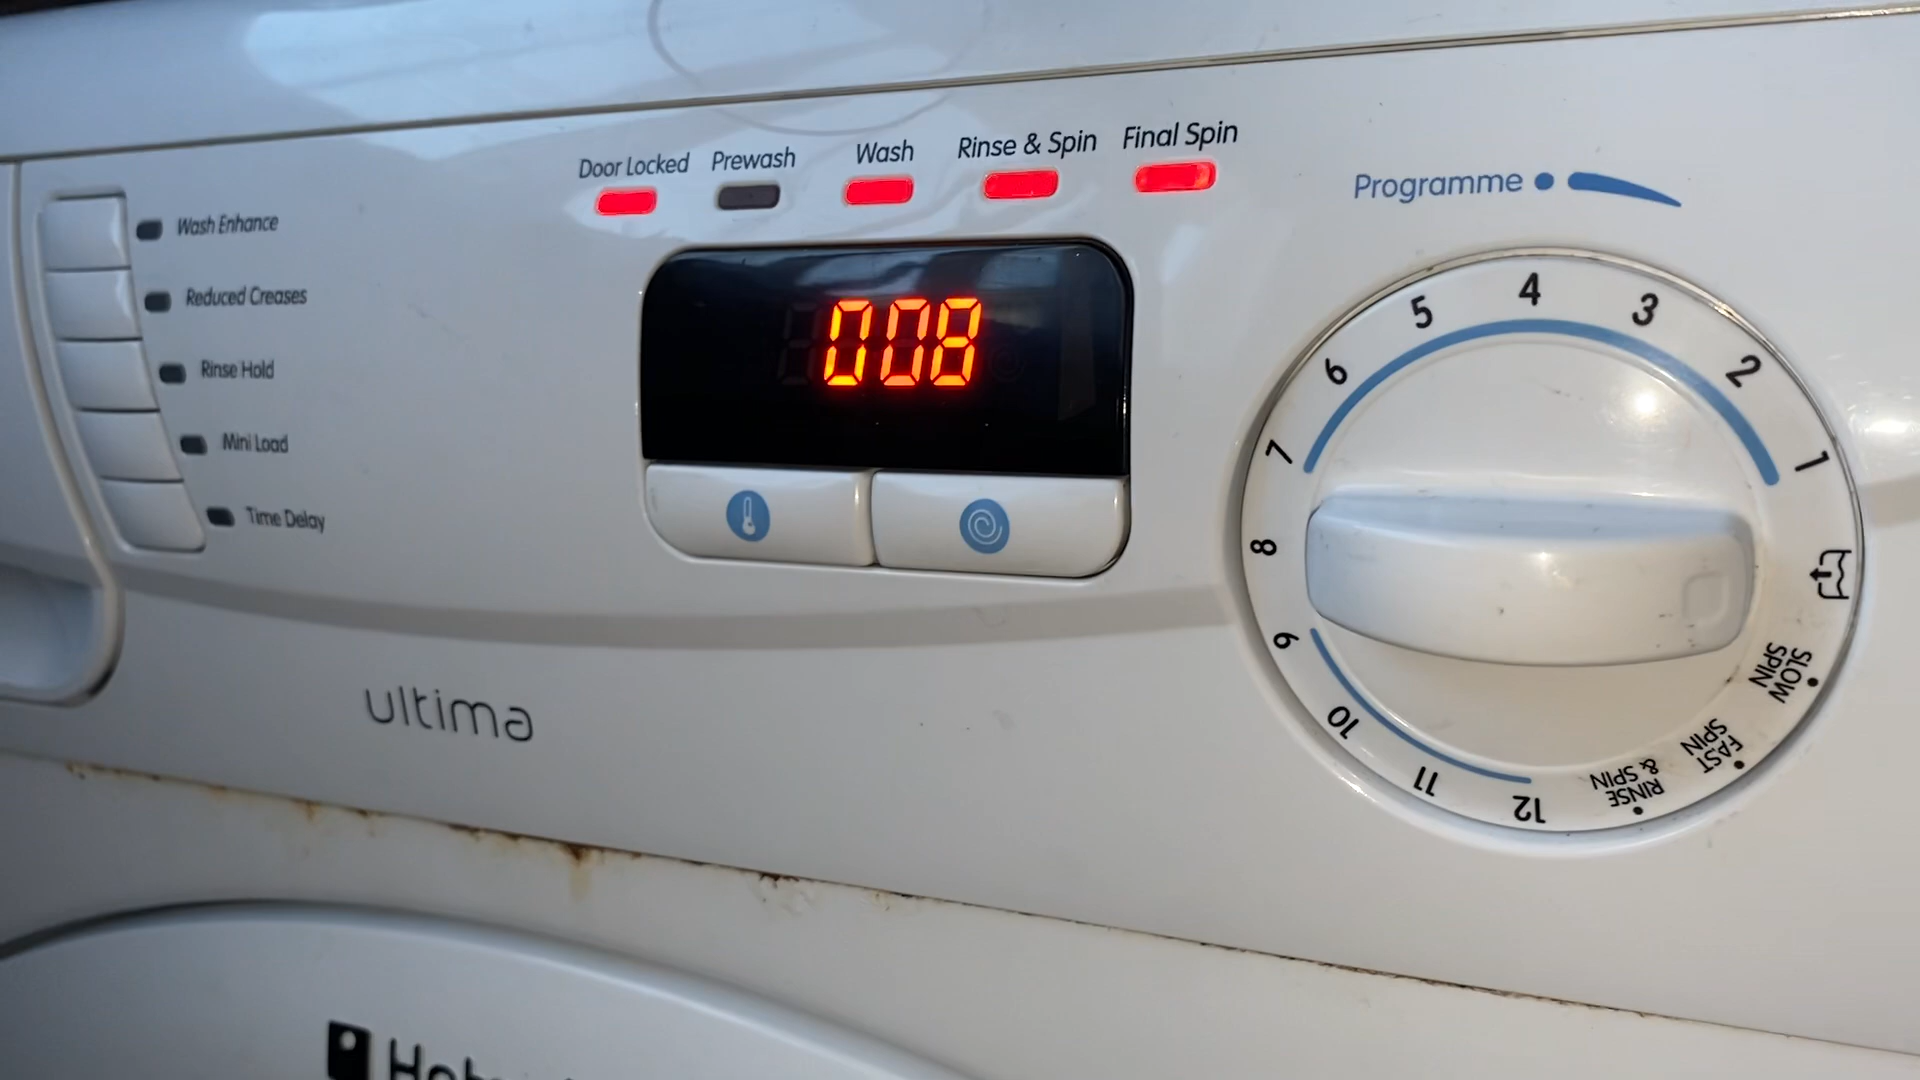 Door Locked
Prewash
Wash
Rinse & Spin
Final Spin
Programme
Wash Enhance
Reduced Creases
Rinse Hold
Mini Load
Time Delay
008
1
2
3
4
5
6
7
8
9
10
11
12
RINSE
& SPIN
FAST
SPIN
SLOW
SPIN
ultima